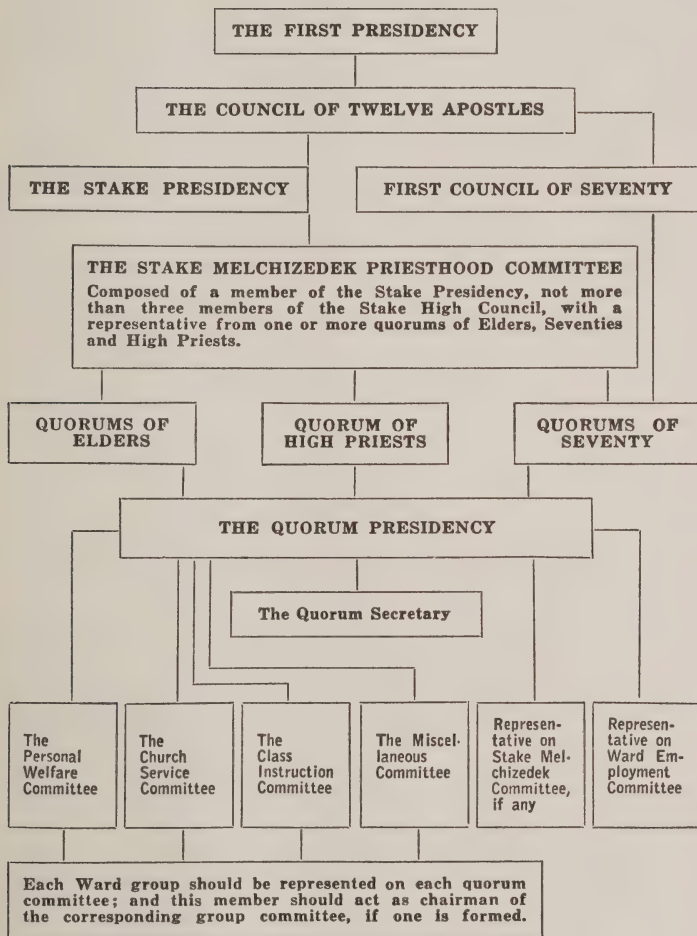 THE FIRST PRESIDENCY
THE COUNCIL OF TWELVE APOSTLES
THE STAKE PRESIDENCY
FIRST COUNCIL OF SEVENTY
THE STAKE MELCHIZEDEK PRIESTHOOD COMMITTEE
Composed of a member of the Stake Presidency, not more
than three members of the Stake High Council, with a
representative from one or more quorums of Elders, Seventies
and High Priests.
QUORUMS OF
ELDERS
QUORUM OF
HIGH PRIESTS
QUORUMS OF
SEVENTY
THE QUORUM PRESIDENCY
The Quorum Secretary
The
Personal
Welfare
Committee
The
Church
Service
Committee
The
Class
Instruction
Committee
The Miscel-
laneous
Committee
Represen-
tative on
Stake Mel-
chizedek
Committee,
if any
Represen-
tative on
Ward Em-
ployment
Committee
Each Ward group should be represented on each quorum
committee; and this member should act as chairman of
the corresponding group committee, if one is formed.